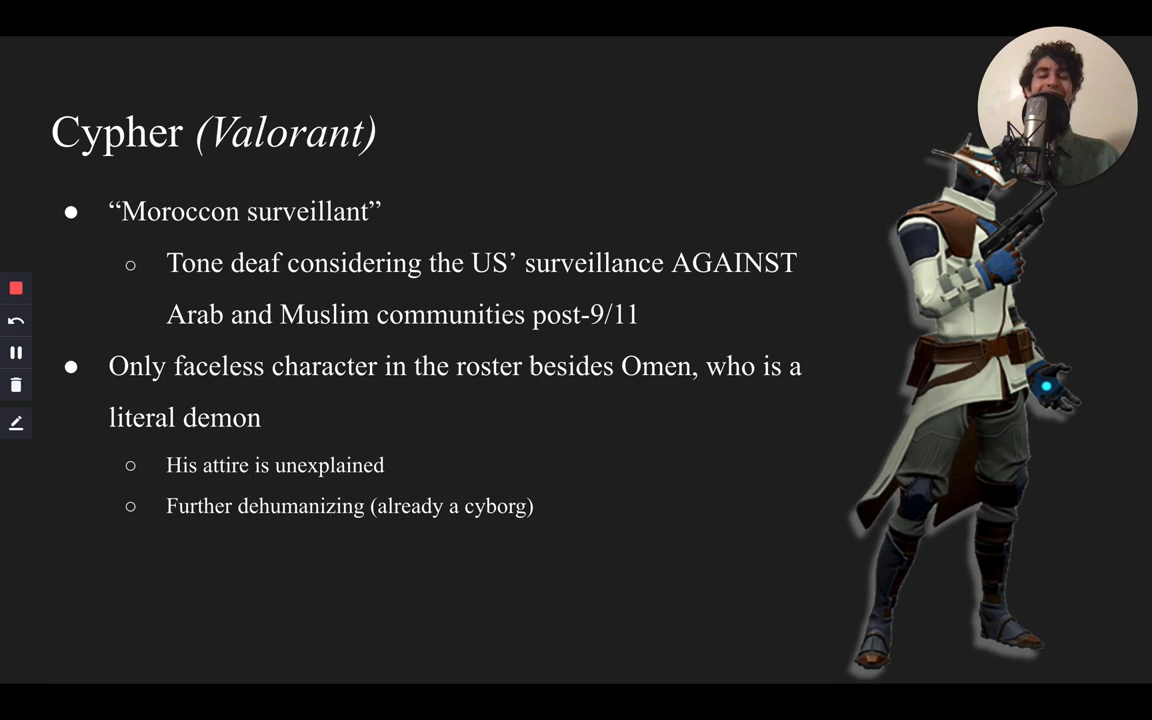 Cypher (Valorant)
● “Moroccon surveillant”
○ Tone deaf considering the US’ surveillance AGAINST
Arab and Muslim communities post-9/11
● Only faceless character in the roster besides Omen, who is a
literal demon
○ His attire is unexplained
○ Further dehumanizing (already a cyborg)